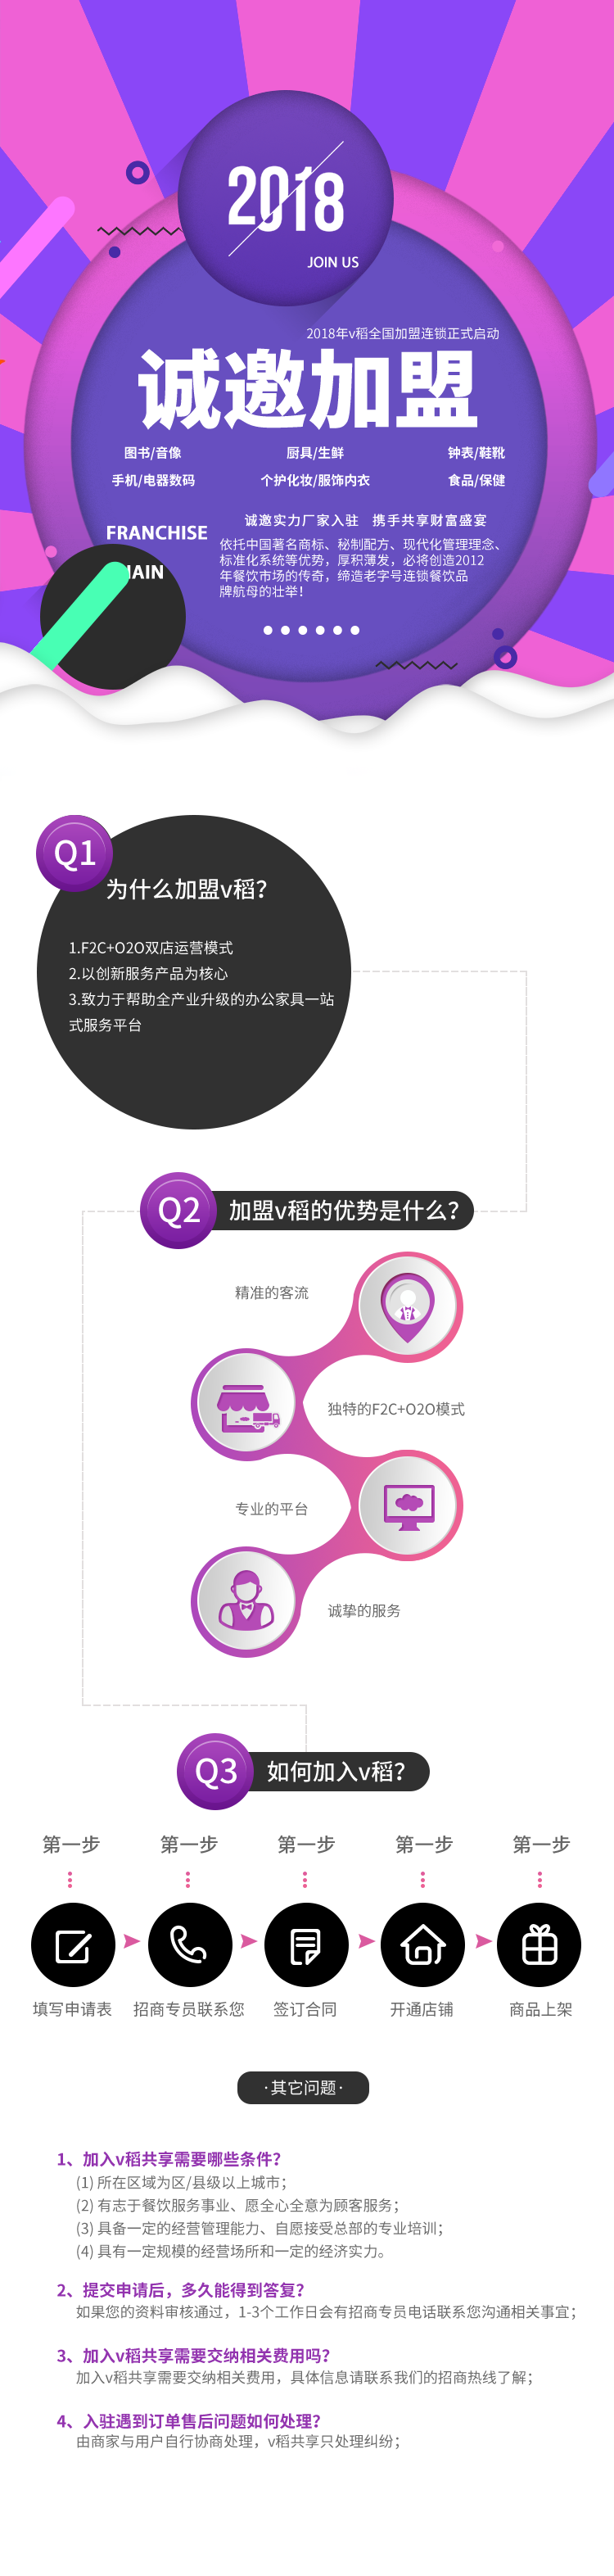 2018
JOIN US
2018年v稻全国加盟连锁正式启动
诚邀加盟
图书/音像 厨具/生鲜 钟表/鞋靴
手机/电器数码 个护化妆/服饰内衣 食品/保健
诚邀实力厂家入驻 携手共享财富盛宴
FRANCHISE
依托中国著名商标、秘制配方、现代化管理理念、
标准化系统等优势，厚积薄发，必将创造2012
年餐饮市场的传奇，缔造老字号连锁餐饮品
牌航母的壮举！
Q1
为什么加盟v稻？
1.F2C+O2O双店运营模式
2.以创新服务产品为核心
3.致力于帮助全产业升级的办公家具一站
式服务平台
Q2 加盟v稻的优势是什么？
精准的客流
独特的F2C+O2O模式
专业的平台
诚挚的服务
Q3 如何加入v稻？
第一步 第一步 第一步 第一步 第一步
填写申请表 招商专员联系您 签订合同 开通店铺 商品上架
·其它问题·
1、加入v稻共享需要哪些条件？
(1) 所在区域为区/县级以上城市；
(2) 有志于餐饮服务事业、愿全心全意为顾客服务；
(3) 具备一定的经营管理能力、自愿接受总部的专业培训；
(4) 具有一定规模的经营场所和一定的经济实力。
2、提交申请后，多久能得到答复？
如果您的资料审核通过，1-3个工作日会有招商专员电话联系您沟通相关事宜；
3、加入v稻共享需要交纳相关费用吗？
加入v稻共享需要交纳相关费用，具体信息请联系我们的招商热线了解；
4、入驻遇到订单售后问题如何处理？
由商家与用户自行协商处理，v稻共享只处理纠纷；